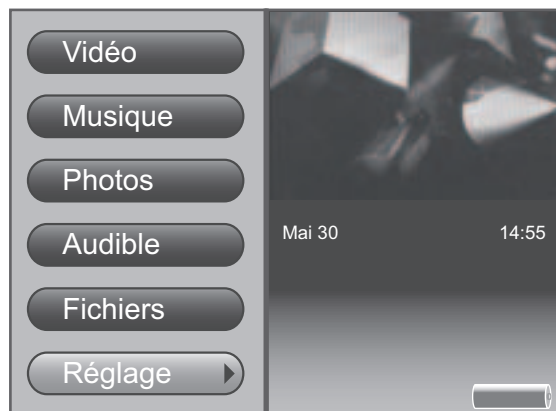 Vidéo
Musique
Photos
Audible
Fichiers
Réglage
Mai 30 14:55